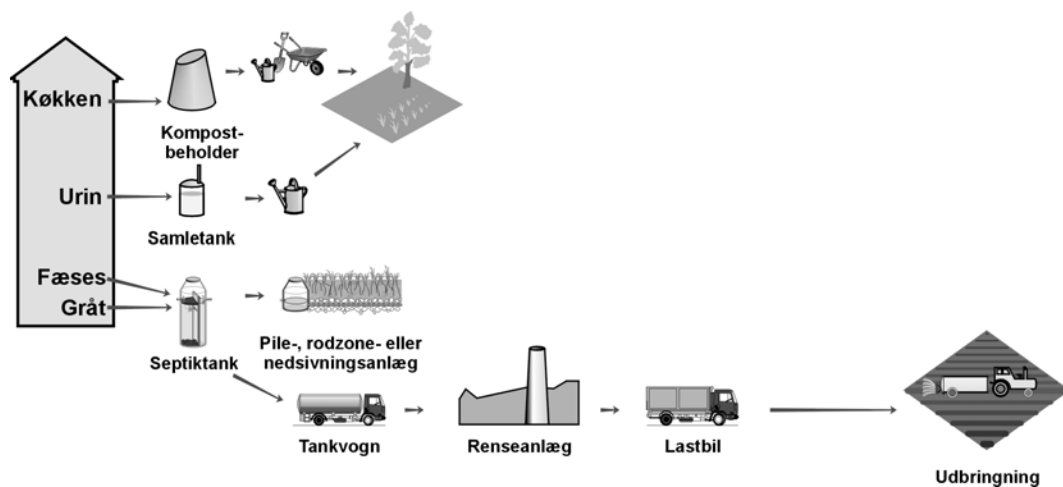 Køkken
Kompost-
beholder
Urin
Samletank
Fæses
Gråt
Septiktank
Pile-, rodzone- eller
nedsivningsanlæg
Tankvogn
Renseanlæg
Lastbil
Udbringning